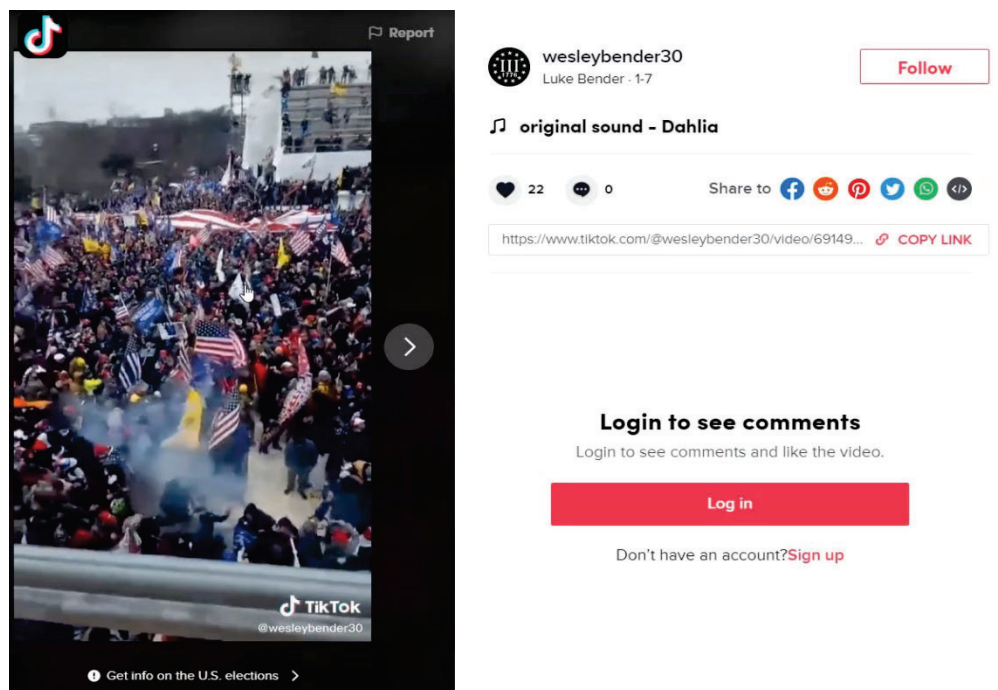 Report
TikTok
@wesleybender30
Get info on the U.S. elections
III
1776
wesleybender30
Luke Bender · 1-7
Follow
original sound - Dahlia
22
0
Share to
https://www.tiktok.com/@wesleybender30/video/69149...
COPY LINK
Login to see comments
Login to see comments and like the video.
Log in
Don't have an account?Sign up